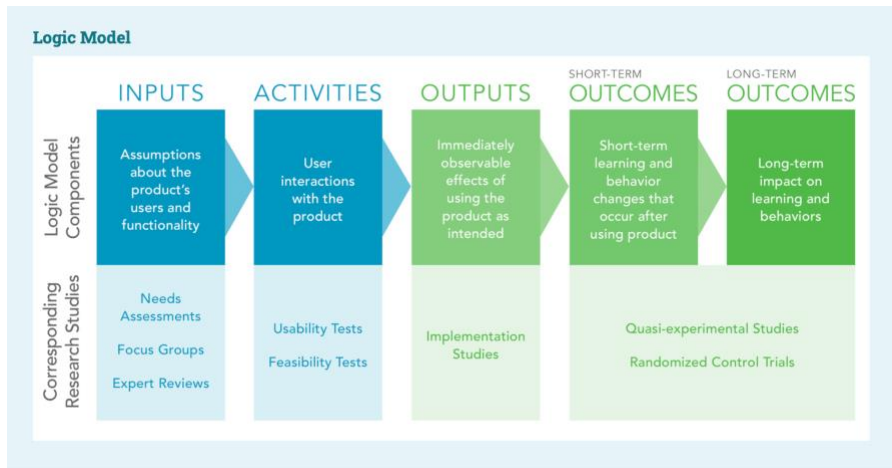 Logic Model
INPUTS
ACTIVITIES
OUTPUTS
SHORT-TERM
OUTCOMES
LONG-TERM
OUTCOMES
Logic Model
Components
Assumptions
about the
product's
users and
functionality
User
interactions
with the
product
Immediately
observable
effects of
using the
product as
intended
Short-term
learning and
behavior
changes that
occur after
using product
Long-term
impact on
learning and
behaviors
Corresponding
Research Studies
Needs
Assessments
Focus Groups
Expert Reviews
Usability Tests
Feasibility Tests
Implementation
Studies
Quasi-experimental Studies
Randomized Control Trials